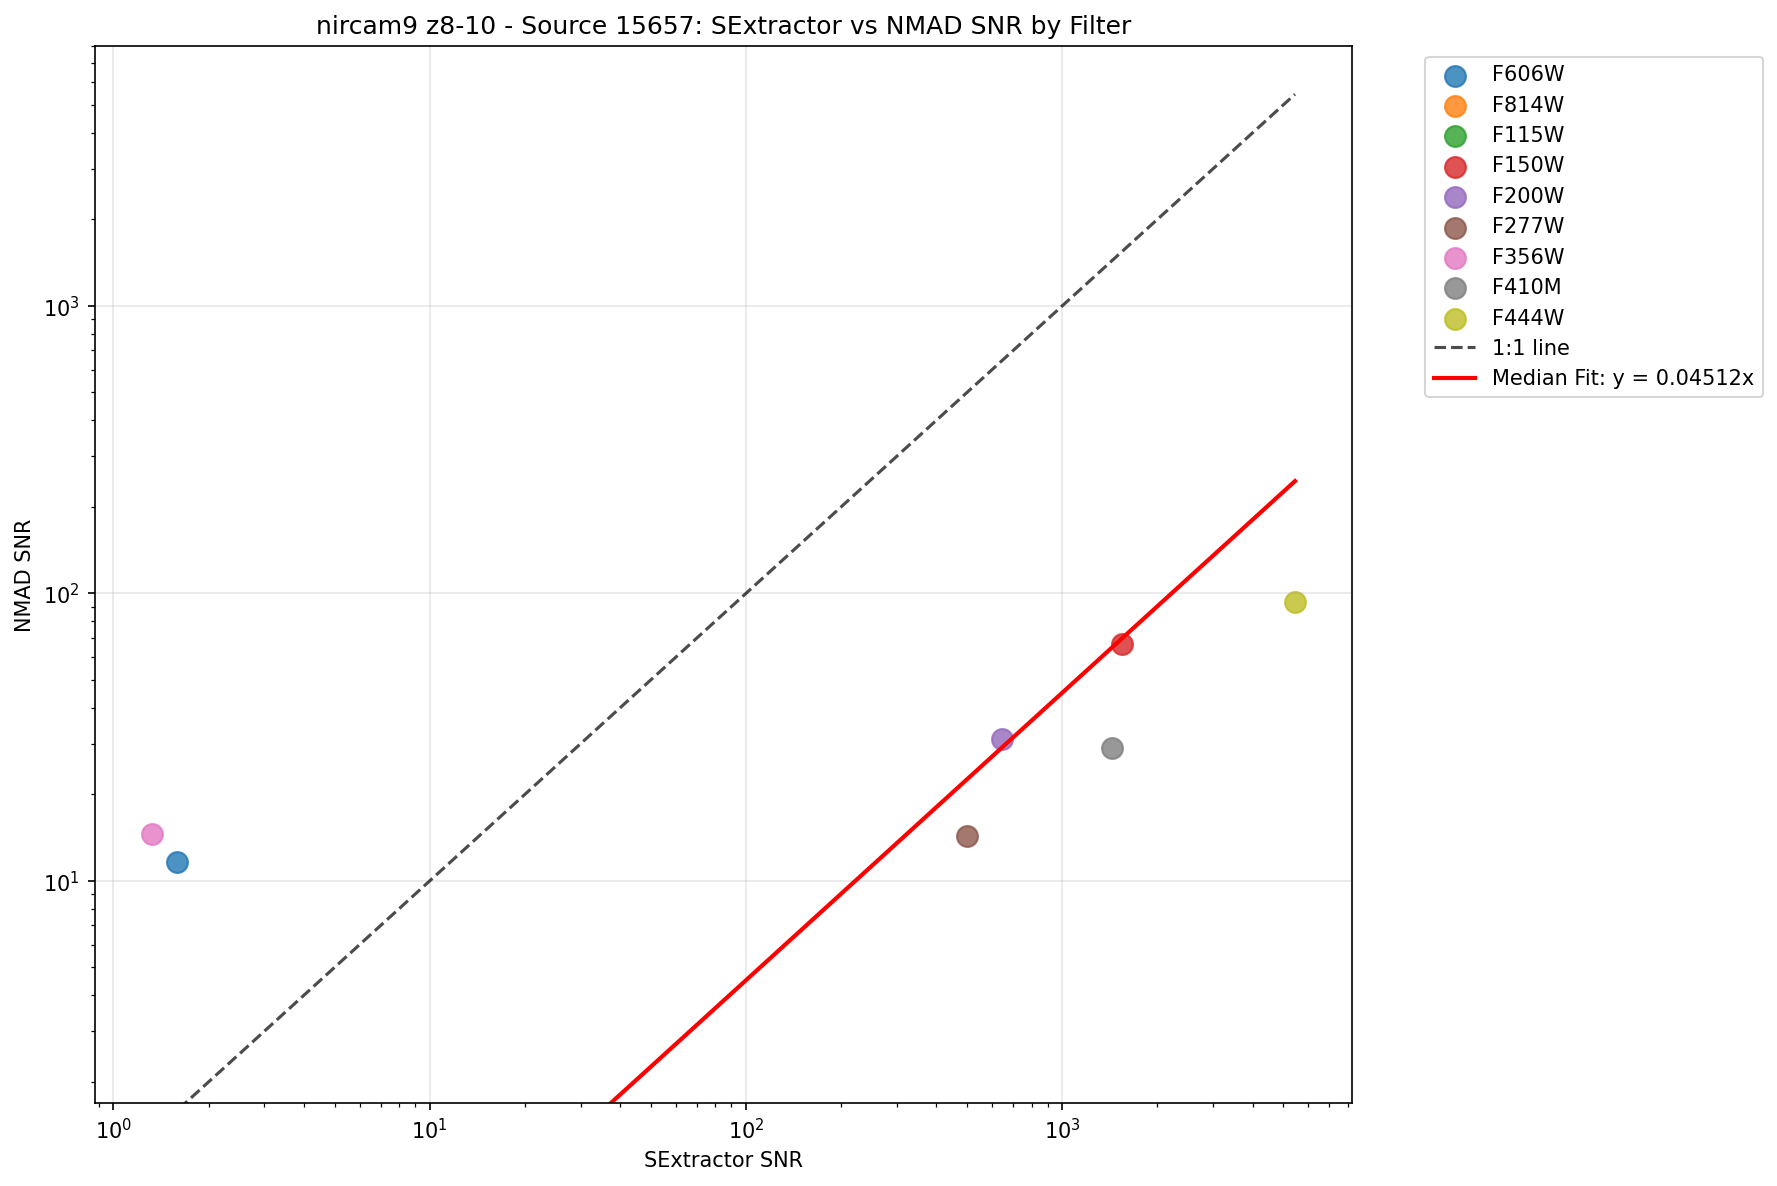 nircam9 z8-10 - Source 15657: SExtractor vs NMAD SNR by Filter
F606W
F814W
F115W
F150W
F200W
F277W
F356W
F410M
F444W
1:1 line
Median Fit: y = 0.04512x
NMAD SNR
10³
10²
10¹
10⁰
10¹
10²
10³
SExtractor SNR